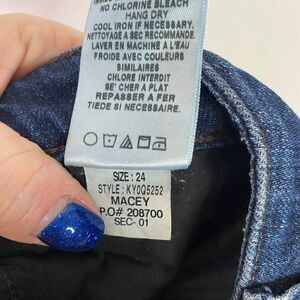 NO CHLORINE BLEACH
HANG DRY
COOL IRON IF NECESSARY.
NETTOYAGE A SEC RECOMMANDE.
LAVER EN MACHINE A L'EAU
FROIDE AVEC COULEURS
SIMILAIRES
CHLORE INTERDIT
SE' CHER A PLAT
REPASSER A FER
TIEDE SI NECESSAIRE.
SIZE: 24
STYLE: KY0Q5252
MACEY
P.O# 208700
SEC- 01